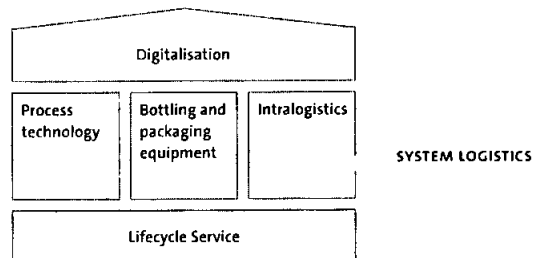 Digitalisation
Process
technology
Bottling and
packaging
equipment
Intralogistics
SYSTEM LOGISTICS
Lifecycle Service